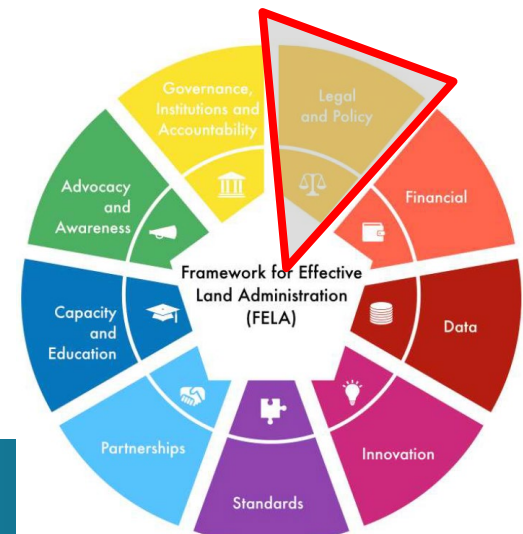 Governance,
Institutions and
Accountability
Legal
and Policy
Financial
Data
Innovation
Standards
Partnerships
Capacity
and
Education
Advocacy
and
Awareness
Framework for Effective
Land Administration
(FELA)